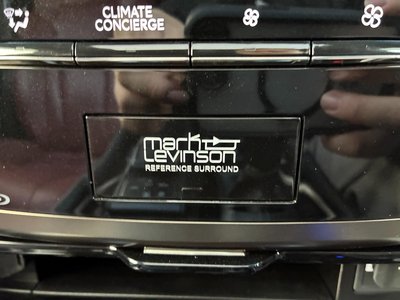 CLIMATE
CONCIERGE
mark
Levinson
REFERENCE SURROUND